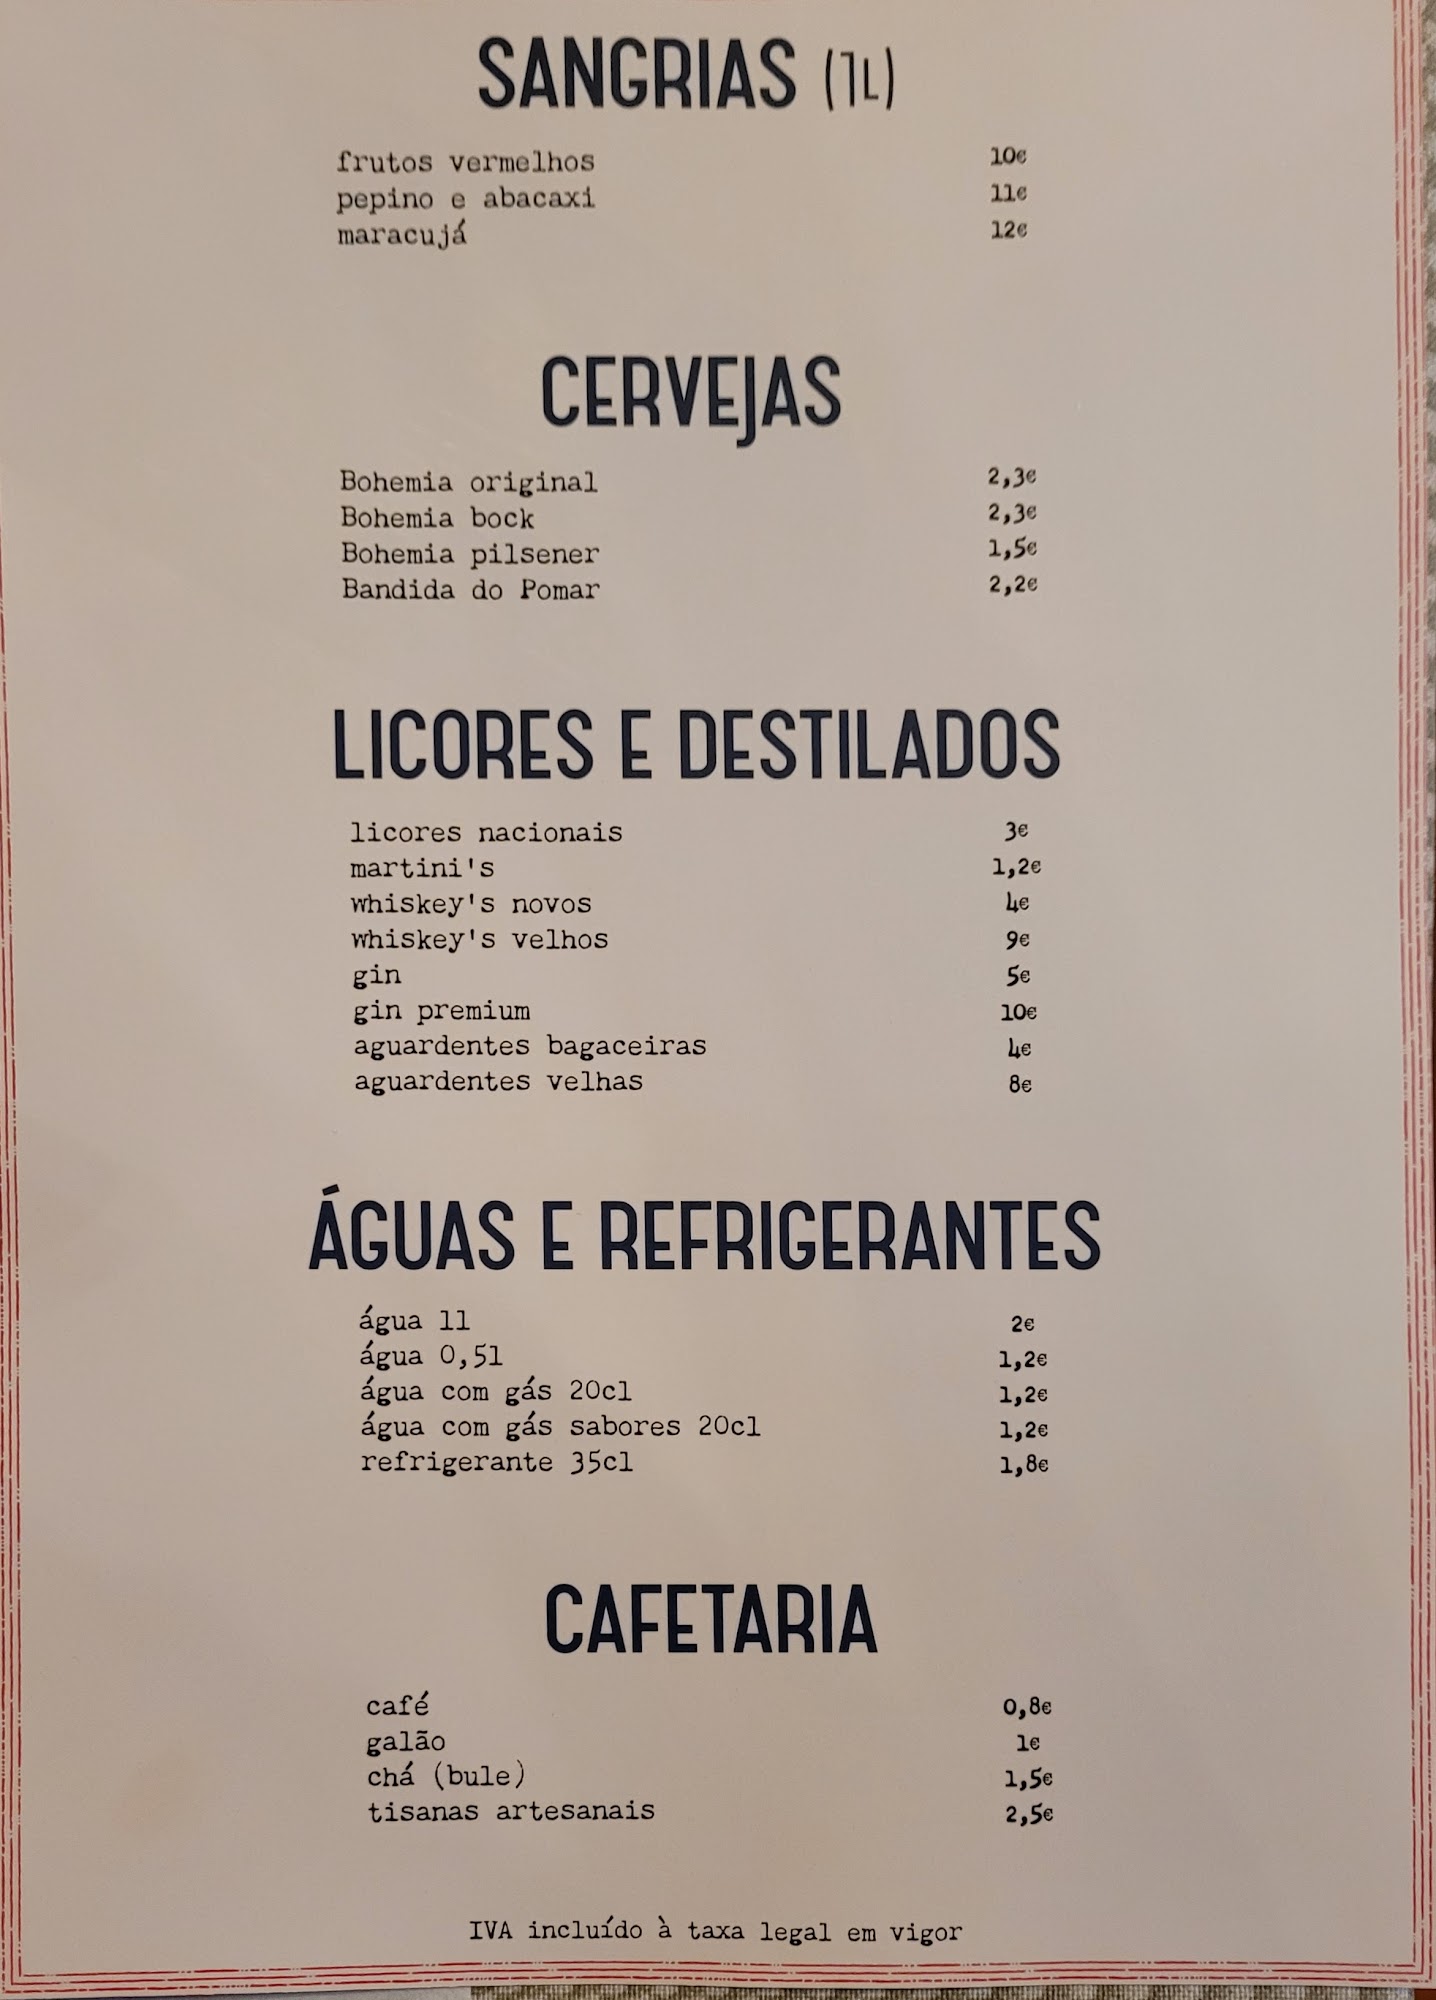 SANGRIAS (1L)
frutos vermelhos 10€
pepino e abacaxi 11€
maracujá 12€
CERVEJAS
Bohemia original 2,3€
Bohemia bock 2,3€
Bohemia pilsener 1,5€
Bandida do Pomar 2,2€
LICORES E DESTILADOS
licores nacionais 3€
martini's 1,2€
whiskey's novos 4€
whiskey's velhos 9€
gin 5€
gin premium 10€
aguardentes bagaceiras 4€
aguardentes velhas 8€
ÁGUAS E REFRIGERANTES
água 1l 2€
água 0,5l 1,2€
água com gás 20cl 1,2€
água com gás sabores 20cl 1,2€
refrigerante 35cl 1,8€
CAFETARIA
café 0,8€
galão 1€
chá (bule) 1,5€
tisanas artesanais 2,5€
IVA incluído à taxa legal em vigor